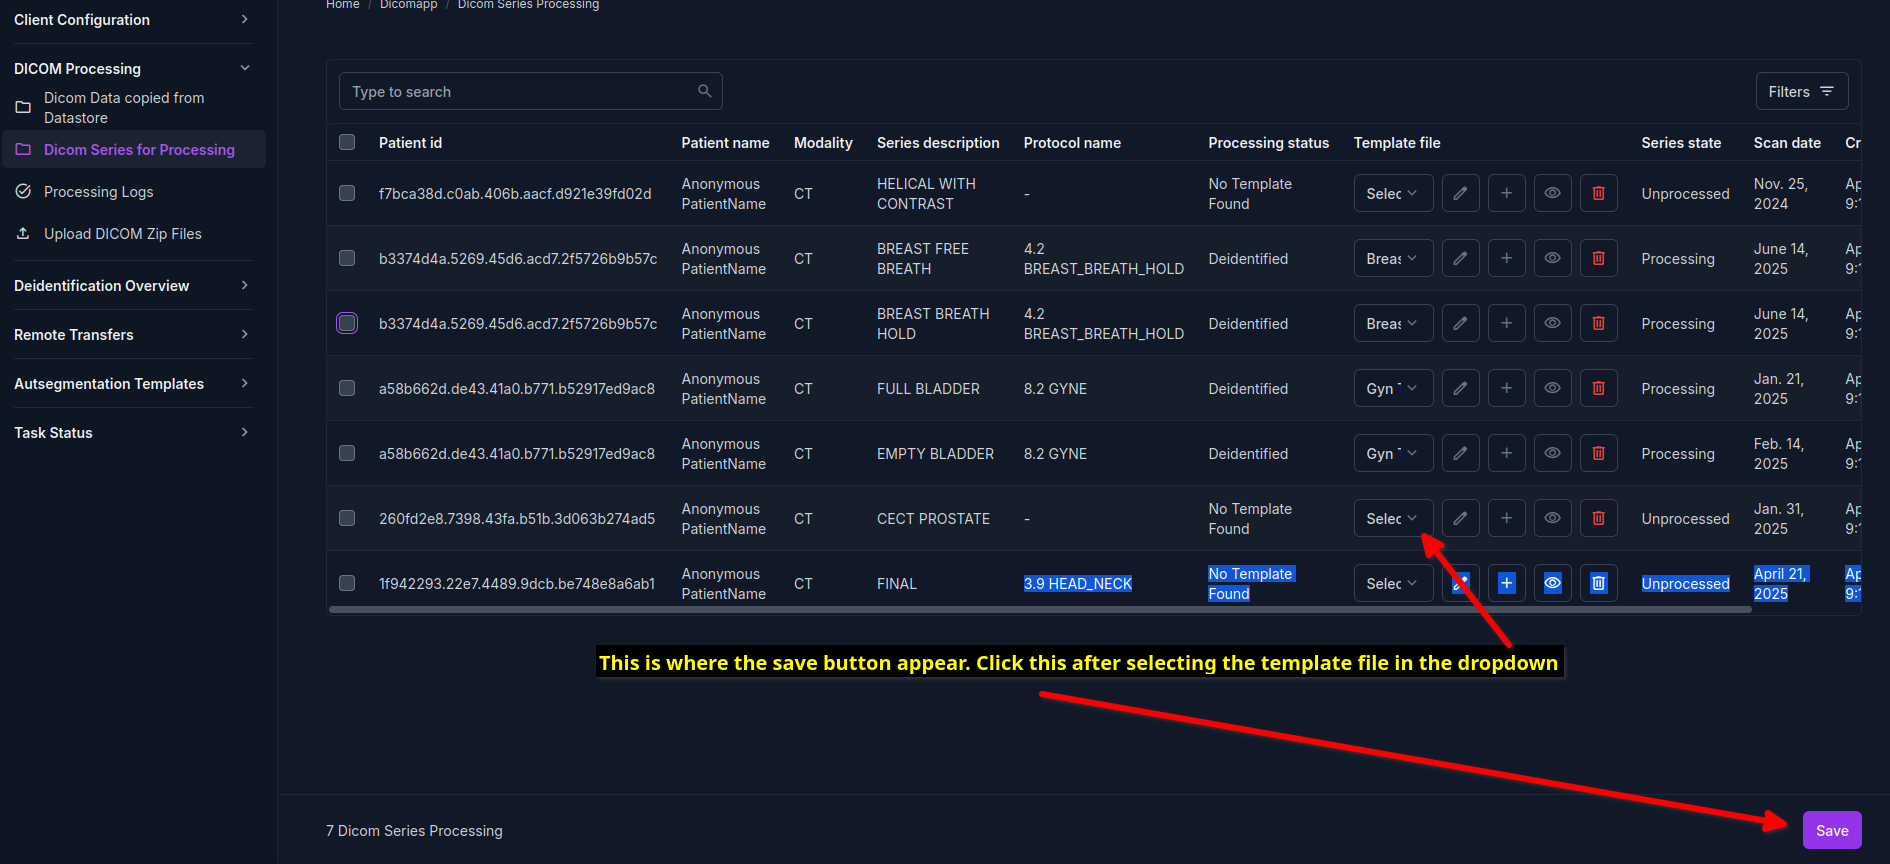 Home / Dicomapp / Dicom Series Processing
Client Configuration
DICOM Processing
Dicom Data copied from
Datastore
Dicom Series for Processing
Processing Logs
Upload DICOM Zip Files
Deidentification Overview
Remote Transfers
Autsegmentation Templates
Task Status
Type to search
Filters
Patient id Patient name Modality Series description Protocol name Processing status Template file Series state Scan date Cr
f7bca38d.c0ab.406b.aacf.d921e39fd02d Anonymous PatientName CT HELICAL WITH CONTRAST - No Template Found Selec Unprocessed Nov. 25, 2024 Ap 9:
b3374d4a.5269.45d6.acd7.2f5726b9b57c Anonymous PatientName CT BREAST FREE BREATH 4.2 BREAST_BREATH_HOLD Deidentified Breas Processing June 14, 2025 Ap 9:
b3374d4a.5269.45d6.acd7.2f5726b9b57c Anonymous PatientName CT BREAST BREATH HOLD 4.2 BREAST_BREATH_HOLD Deidentified Breas Processing June 14, 2025 Ap 9:
a58b662d.de43.41a0.b771.b52917ed9ac8 Anonymous PatientName CT FULL BLADDER 8.2 GYNE Deidentified Gyn Processing Jan. 21, 2025 Ap 9:
a58b662d.de43.41a0.b771.b52917ed9ac8 Anonymous PatientName CT EMPTY BLADDER 8.2 GYNE Deidentified Gyn Processing Feb. 14, 2025 Ap 9:
260fd2e8.7398.43fa.b51b.3d063b274ad5 Anonymous PatientName CT CECT PROSTATE - No Template Found Selec Unprocessed Jan. 31, 2025 Ap 9:
1f942293.22e7.4489.9dcb.be748e8a6ab1 Anonymous PatientName CT FINAL 3.9 HEAD_NECK No Template Found Selec Unprocessed April 21, 2025 Ap 9:
This is where the save button appear. Click this after selecting the template file in the dropdown
7 Dicom Series Processing
Save